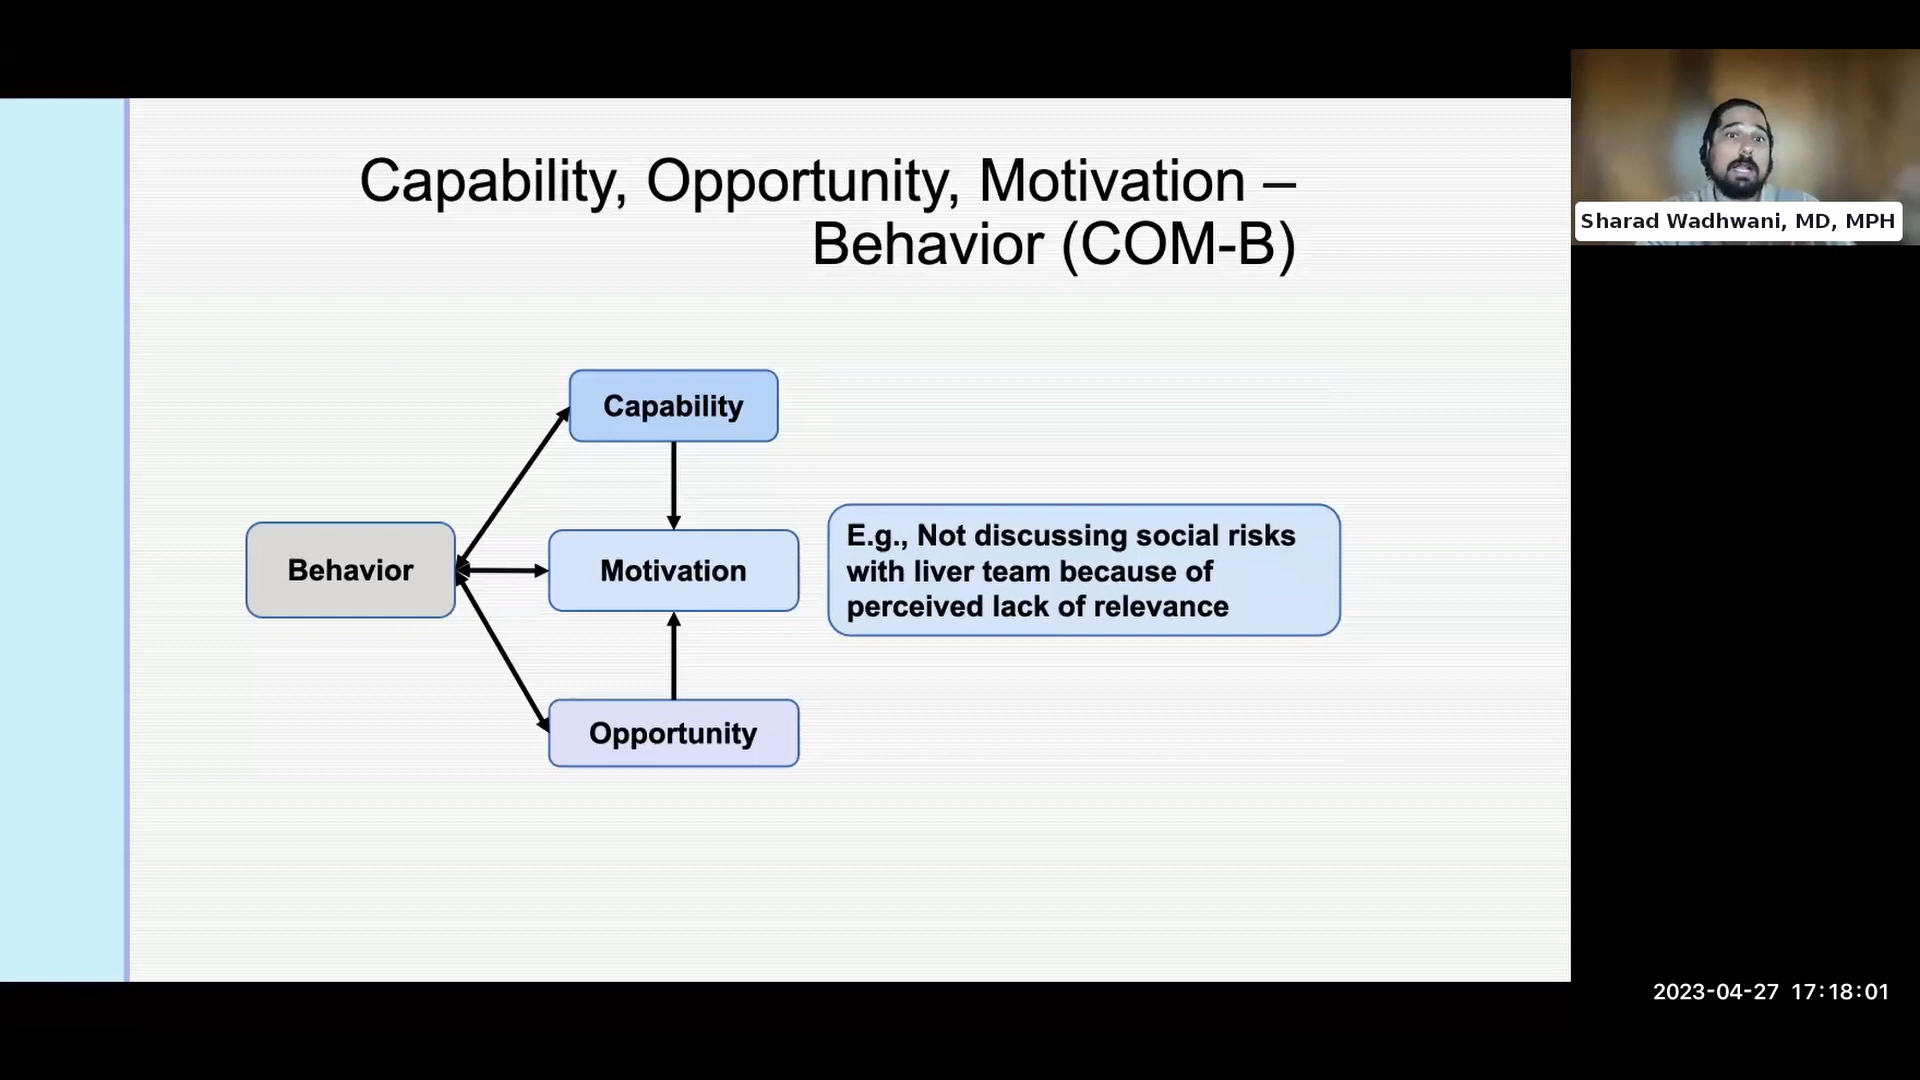 Capability, Opportunity, Motivation –
Behavior (COM-B)
Sharad Wadhwani, MD, MPH
Capability
Behavior
Motivation
E.g., Not discussing social risks
with liver team because of
perceived lack of relevance
Opportunity
2023-04-27 17:18:01